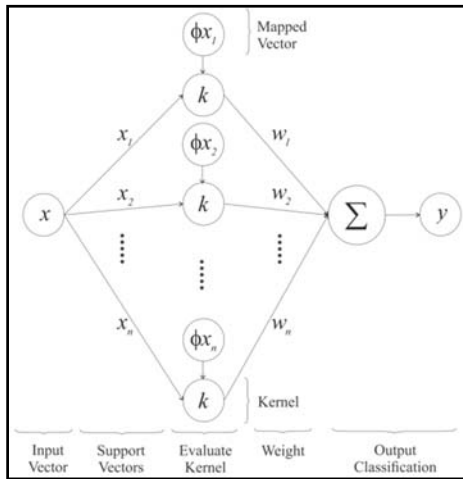 ϕx₁
Mapped
Vector
k
x₁
w₁
ϕx₂
x₂
w₂
x
k
Σ
y
xₙ
wₙ
ϕxₙ
k
Kernel
Input
Vector
Support
Vectors
Evaluate
Kernel
Weight
Output
Classification